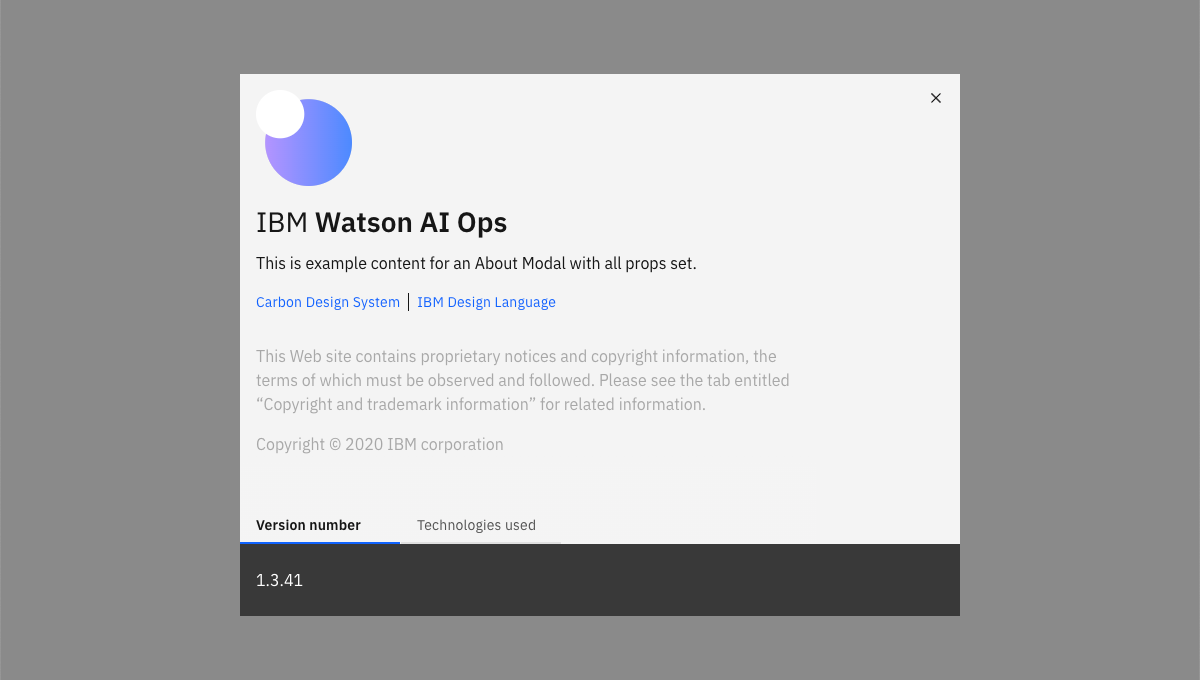 IBM Watson AI Ops
This is example content for an About Modal with all props set.
Carbon Design System | IBM Design Language
This Web site contains proprietary notices and copyright information, the
terms of which must be observed and followed. Please see the tab entitled
“Copyright and trademark information” for related information.
Copyright © 2020 IBM corporation
Version number Technologies used
1.3.41